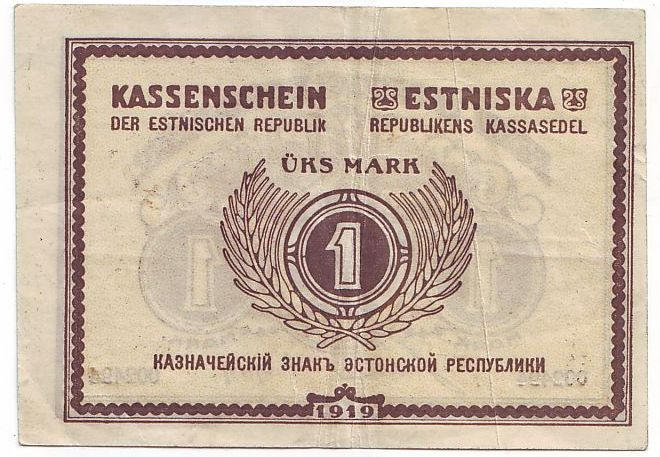 KASSENSCHEIN
DER ESTNISCHEN REPUBLIK
ESTNISKA
REPUBLIKENS KASSASEDEL
ÜKS MARK
1
КАЗНАЧЕЙСКІЙ ЗНАКЪ ЭСТОНСКОЙ РЕСПУБЛИКИ
1919